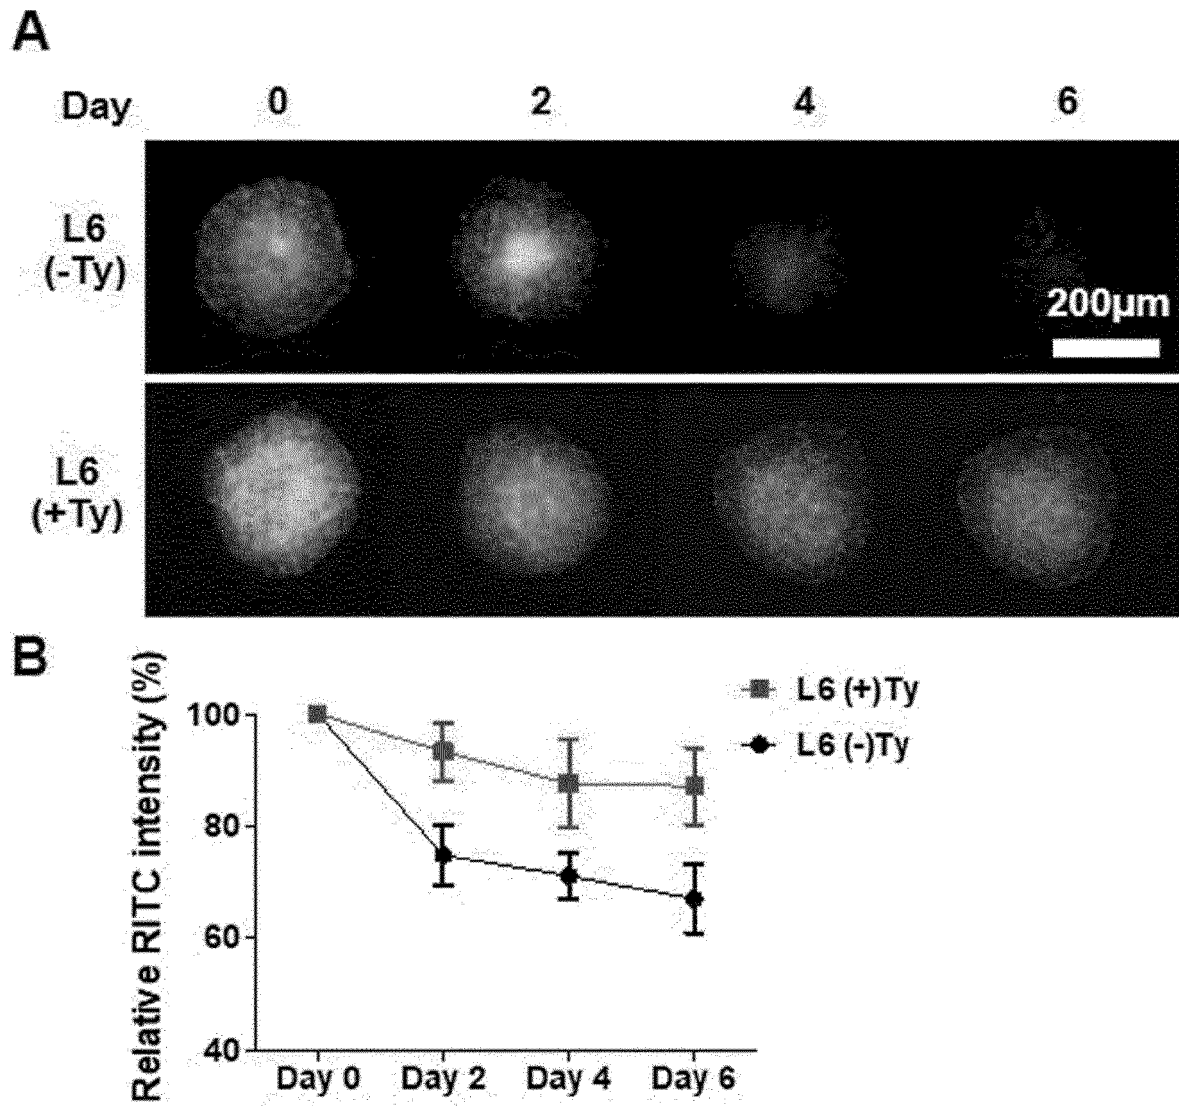 A
Day 0 2 4 6
L6
(-Ty)
200µm
L6
(+Ty)
B
Relative RITC intensity (%)
100
80
60
40
Day 0 Day 2 Day 4 Day 6
L6 (+)Ty
L6 (-)Ty